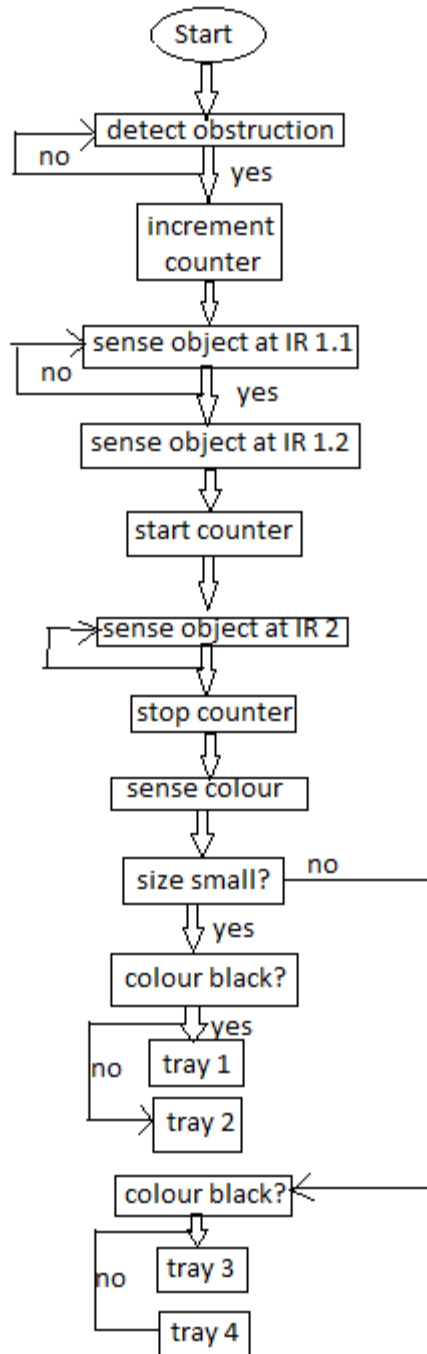 Start
detect obstruction
no
yes
increment
counter
sense object at IR 1.1
no
yes
sense object at IR 1.2
start counter
sense object at IR 2
stop counter
sense colour
size small?
no
yes
colour black?
yes
no
tray 1
tray 2
colour black?
no
tray 3
tray 4